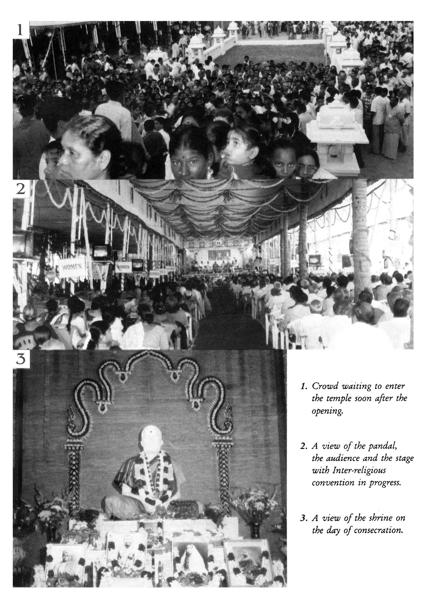 1
2
WOMEN
3
1. Crowd waiting to enter
the temple soon after the
opening.
2. A view of the pandal,
the audience and the stage
with Inter-religious
convention in progress.
3. A view of the shrine on
the day of consecration.